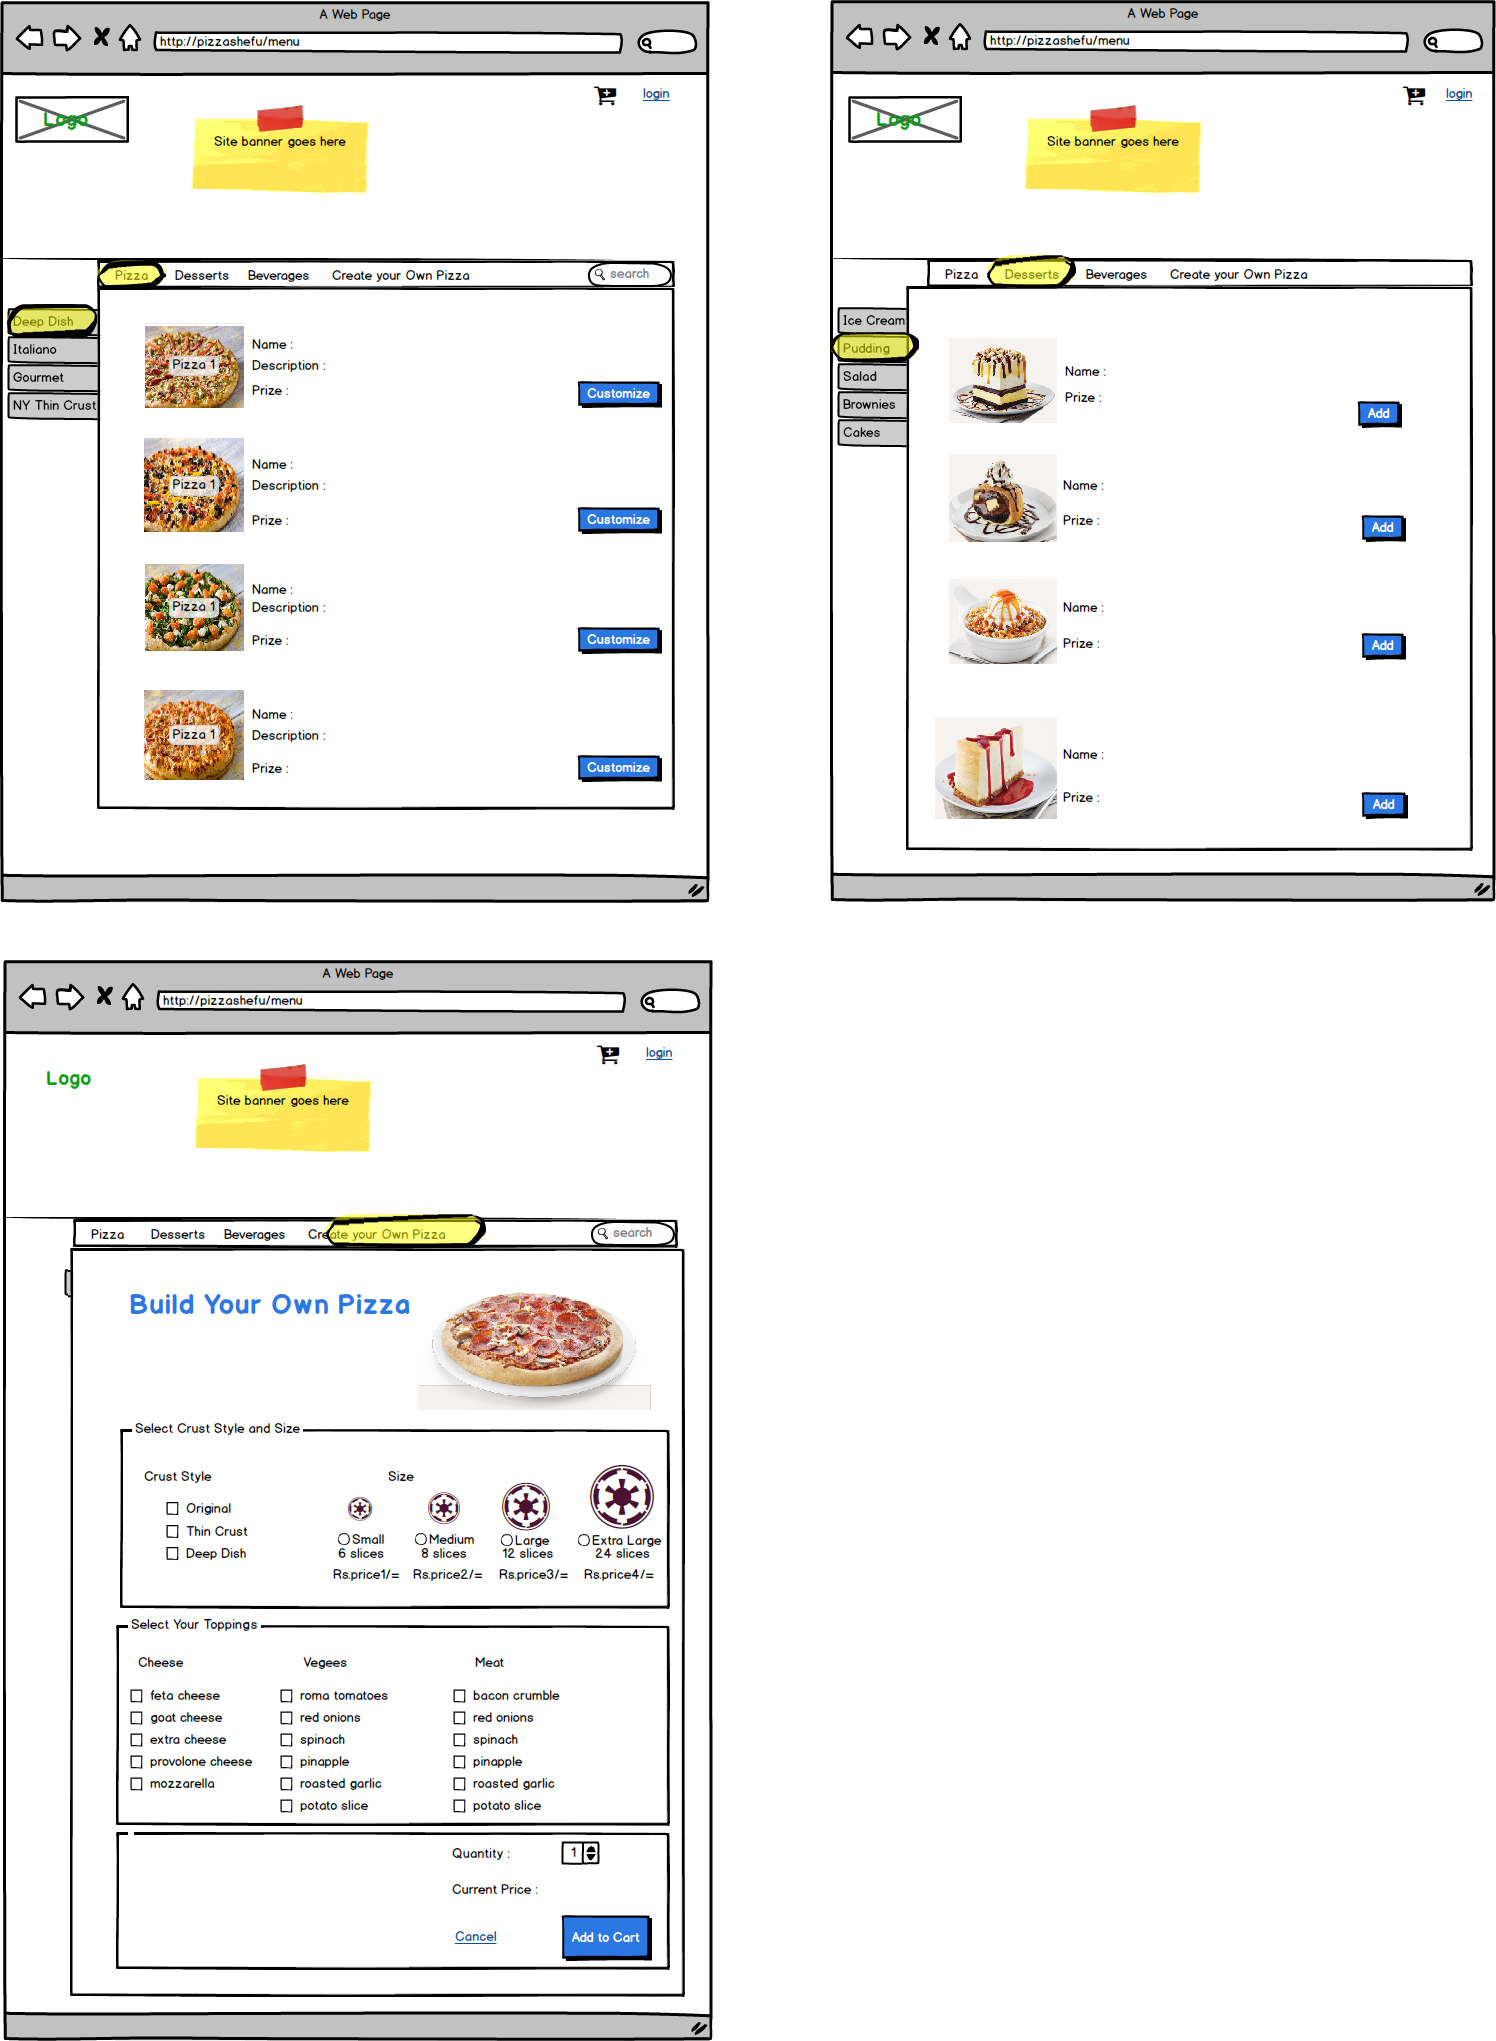 A Web Page
http://pizzashefu/menu
login
Logo
Site banner goes here
Pizza Desserts Beverages Create your Own Pizza search
Deep Dish
Italiano
Gourmet
NY Thin Crust
Pizza 1
Name :
Description :
Prize :
Customize
Pizza 1
Name :
Description :
Prize :
Customize
Pizza 1
Name :
Description :
Prize :
Customize
Pizza 1
Name :
Description :
Prize :
Customize
A Web Page
http://pizzashefu/menu
login
Logo
Site banner goes here
Pizza Desserts Beverages Create your Own Pizza
Ice Cream
Pudding
Salad
Brownies
Cakes
Name :
Prize :
Add
Name :
Prize :
Add
Name :
Prize :
Add
Name :
Prize :
Add
A Web Page
http://pizzashefu/menu
login
Logo
Site banner goes here
Pizza Desserts Beverages Create your Own Pizza search
Build Your Own Pizza
Select Crust Style and Size
Crust Style
Original
Thin Crust
Deep Dish
Size
Small Medium Large Extra Large
6 slices 8 slices 12 slices 24 slices
Rs.price1/= Rs.price2/= Rs.price3/= Rs.price4/=
Select Your Toppings
Cheese
feta cheese
goat cheese
extra cheese
provolone cheese
mozzarella
Vegees
roma tomatoes
red onions
spinach
pinapple
roasted garlic
potato slice
Meat
bacon crumble
red onions
spinach
pinapple
roasted garlic
potato slice
Quantity : 1
Current Price :
Cancel Add to Cart